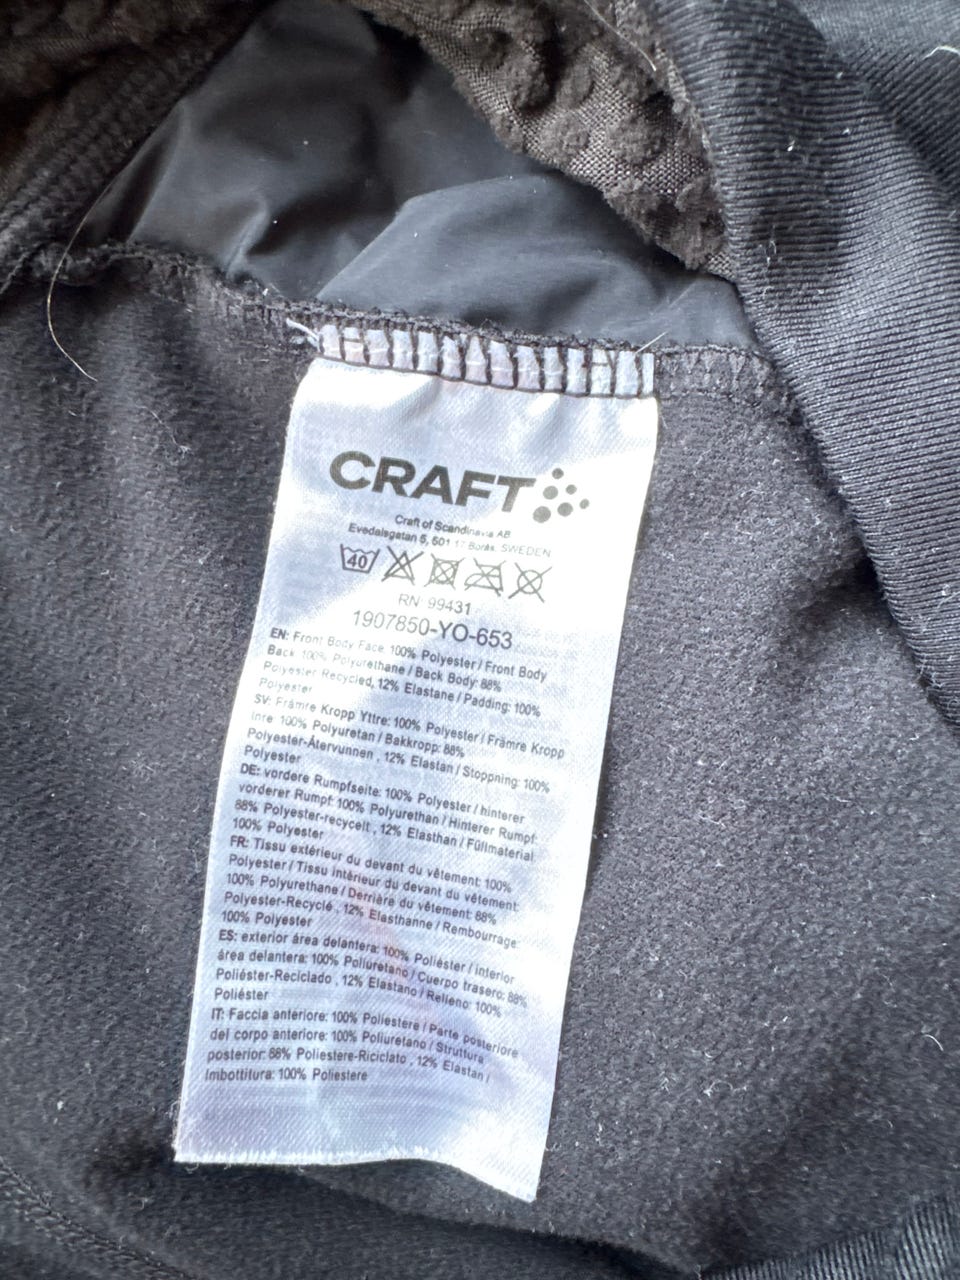 CRAFT
Craft of Scandinavia AB
Evedalsgatan 5, 501 17 Borås. SWEDEN
40
RN 99431
1907850-YO-653
EN: Front Body Face 100% Polyester / Front Body
Back 100% Polyurethane / Back Body: 88%
Polyester Recycled, 12% Elastane / Padding: 100%
Polyester
SV: Främre Kropp Yttre: 100% Polyester / Främre Kropp
Inre 100% Polyuretan / Bakkropp: 88%
Polyester-Återvunnen , 12% Elastan / Stoppning: 100%
Polyester
DE: vordere Rumpfseite: 100% Polyester / hinterer
vorderer Rumpf: 100% Polyurethan / Hinterer Rumpf:
88% Polyester-recycelt , 12% Elasthan / Füllmaterial
100% Polyester
FR: Tissu extérieur du devant du vêtement: 100%
Polyester / Tissu intérieur du devant du vêtement:
100% Polyurethane / Derrière du vêtement: 88%
Polyester-Recyclé , 12% Elasthanne / Rembourrage:
100% Polyester
ES: exterior área delantera: 100% Poliéster / interior
área delantera: 100% Poliuretano / Cuerpo trasero: 88%
Poliéster-Reciclado , 12% Elastano / Relleno: 100%
Poliéster
IT: Faccia anteriore: 100% Poliestere / Parte posteriore
del corpo anteriore: 100% Poliuretano / Struttura
posterior: 88% Poliestere-Riciclato , 12% Elastan /
Imbottitura: 100% Poliestere